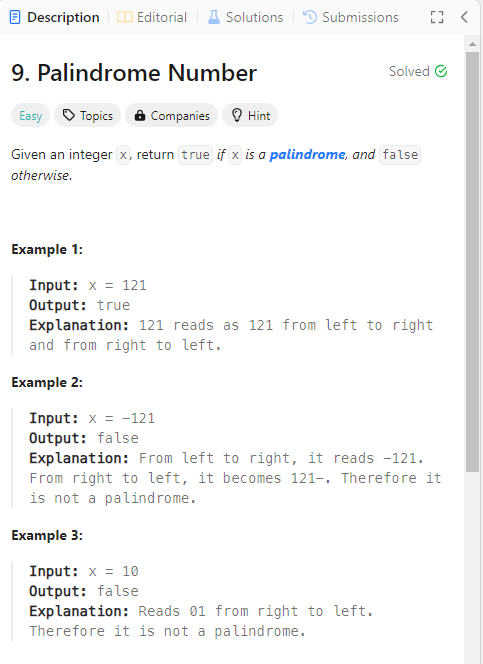 Description Editorial Solutions Submissions
9. Palindrome Number Solved
Easy Topics Companies Hint
Given an integer x, return true if x is a palindrome, and false
otherwise.
Example 1:
Input: x = 121
Output: true
Explanation: 121 reads as 121 from left to right
and from right to left.
Example 2:
Input: x = -121
Output: false
Explanation: From left to right, it reads -121.
From right to left, it becomes 121-. Therefore it
is not a palindrome.
Example 3:
Input: x = 10
Output: false
Explanation: Reads 01 from right to left.
Therefore it is not a palindrome.